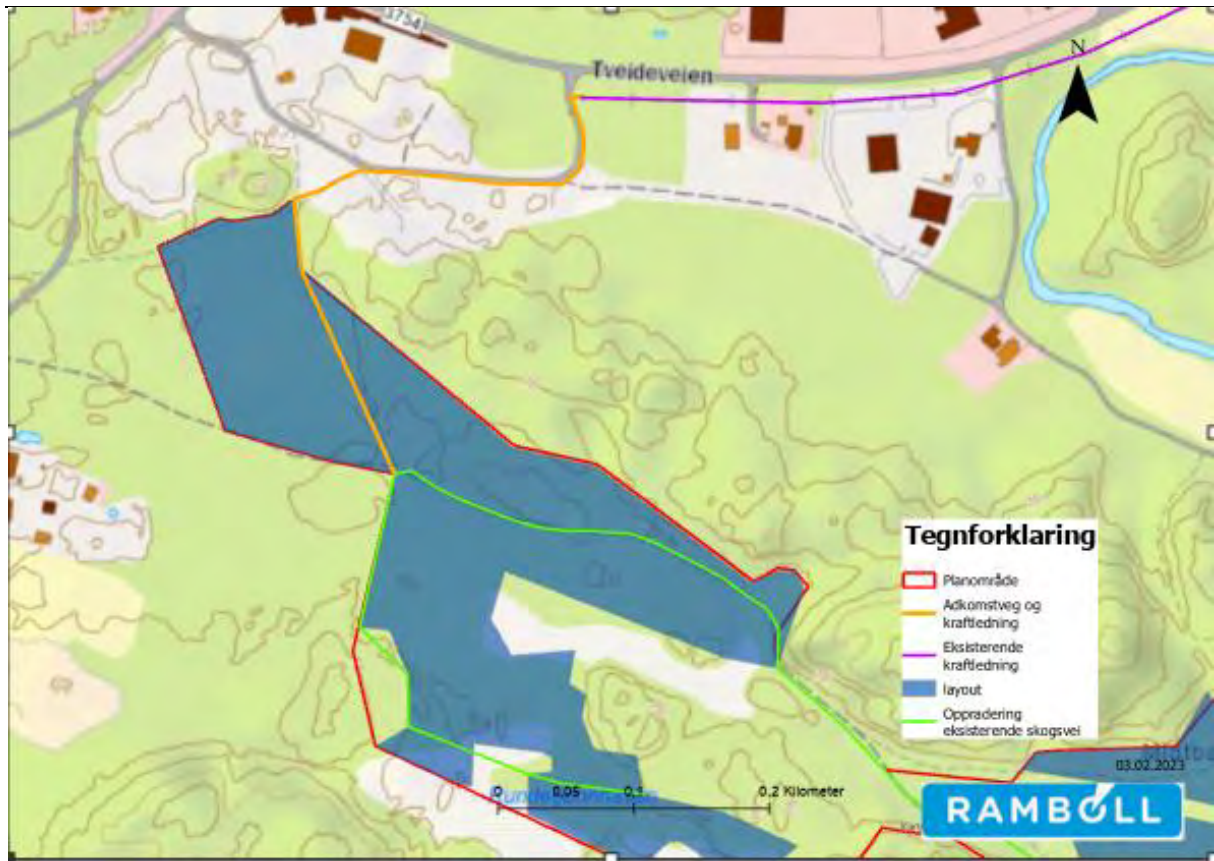 3754
N
Tveideveien
Tegnforklaring
Planområde
Adkomstveg og
kraftledning
Eksisterende
kraftledning
layout
Oppradering
eksisterende skogsvei
03.02.2023
0 0,05 0,1 0,2 Kilometer
RAMBOLL